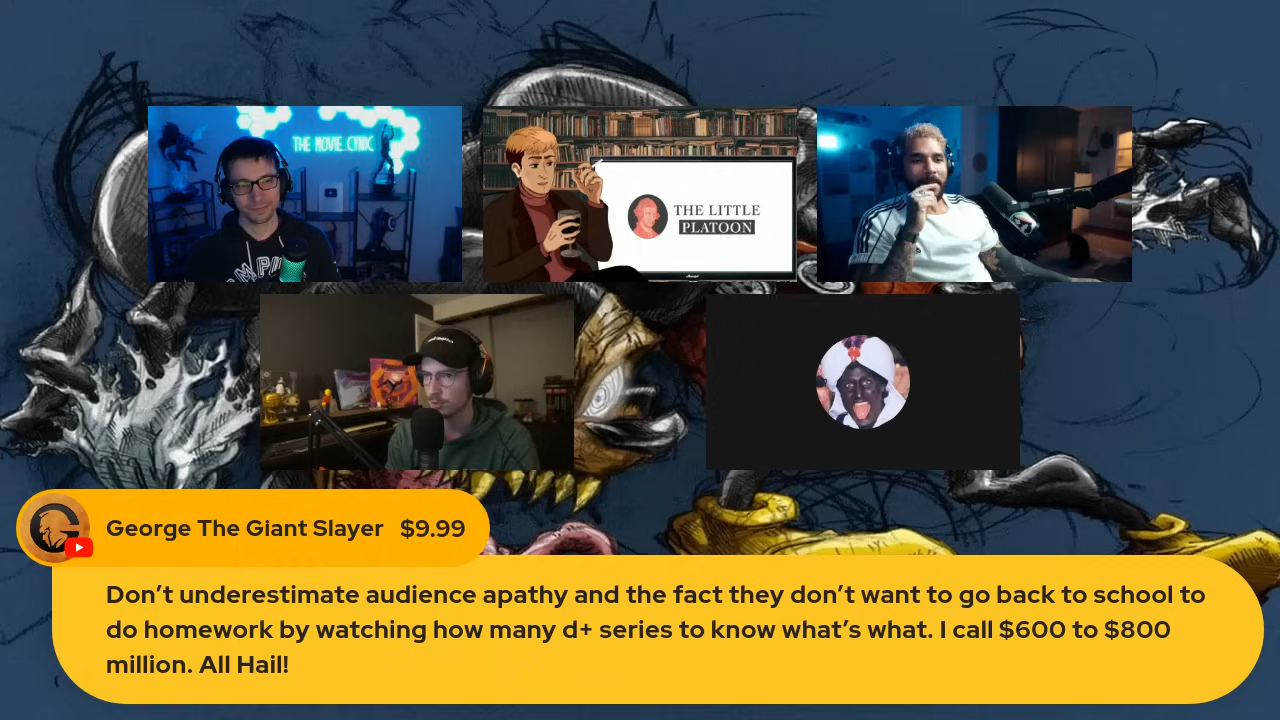 THE MOVIE CYNIC
THE LITTLE
PLATOON
George The Giant Slayer $9.99
Don’t underestimate audience apathy and the fact they don’t want to go back to school to
do homework by watching how many d+ series to know what’s what. I call $600 to $800
million. All Hail!